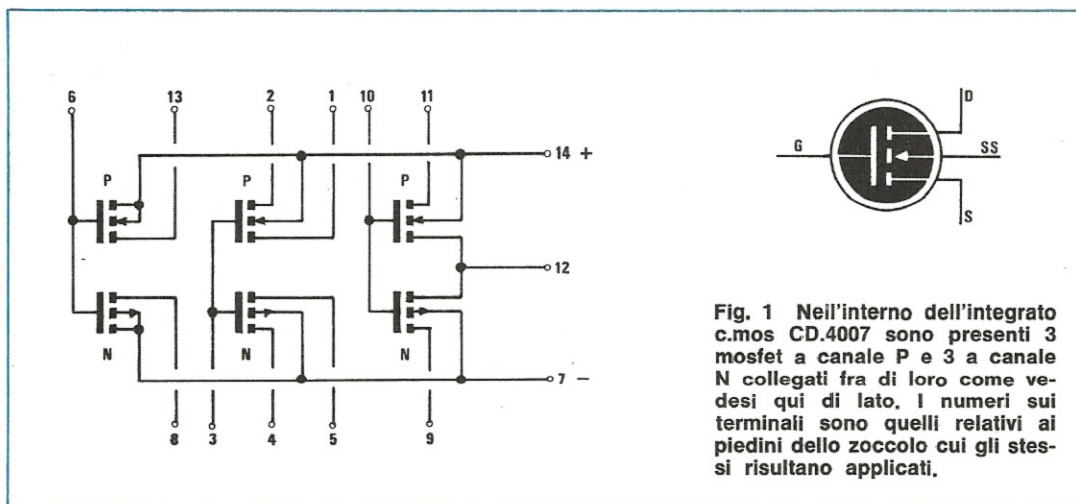 6 13 2 1 10 11
14 +
P P P
12
N N N
7 −
8 3 4 5 9
D
G SS
S
Fig. 1 Nell'interno dell'integrato
c.mos CD.4007 sono presenti 3
mosfet a canale P e 3 a canale
N collegati fra di loro come ve-
desi qui di lato. I numeri sui
terminali sono quelli relativi ai
piedini dello zoccolo cui gli stes-
si risultano applicati.